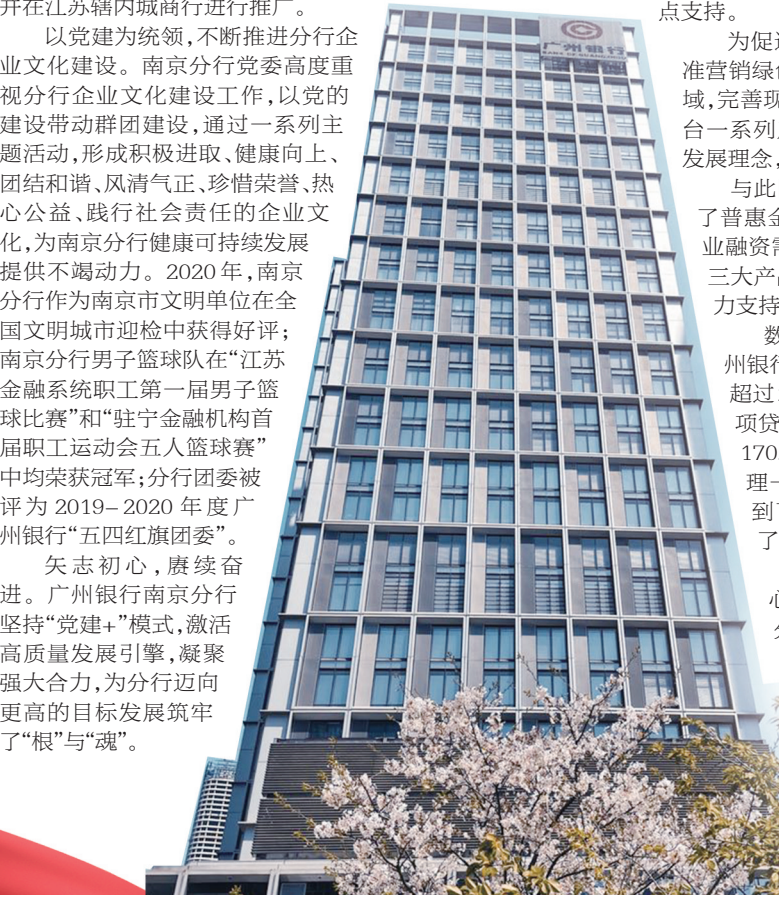 并在江苏辖内城商行进行推广。
以党建为统领,不断推进分行企
业文化建设。南京分行党委高度重
视分行企业文化建设工作,以党的
建设带动群团建设,通过一系列主
题活动,形成积极进取、健康向上、
团结和谐、风清气正、珍惜荣誉、热
心公益、践行社会责任的企业文
化,为南京分行健康可持续发展
提供不竭动力。2020年,南京
分行作为南京市文明单位在全
国文明城市迎检中获得好评;
南京分行男子篮球队在“江苏
金融系统职工第一届男子篮
球比赛”和“驻宁金融机构首
届职工运动会五人篮球赛”
中均荣获冠军;分行团委被
评为2019–2020年度广
州银行“五四红旗团委”。
矢志初心,赓续奋
进。广州银行南京分行
坚持“党建+”模式,激活
高质量发展引擎,凝聚
强大合力,为分行迈向
更高的目标发展筑牢
了“根”与“魂”。
广州银行
BANK OF GUANGZHOU
点支持。
为促进
准营销绿
域,完善现
台一系列
发展理念,
与此
了普惠金
业融资需
三大产
力支持
数
州银行
超过
项贷
170
理一
到
了
心